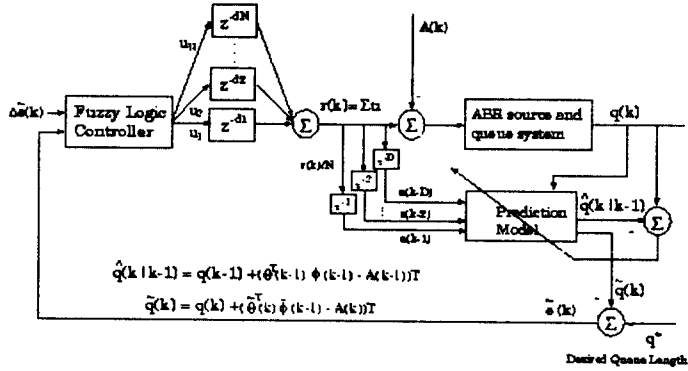 z^-dN
z^-d2
z^-d1
u_N
u_2
u_1
Δẽ(k)
Fuzzy Logic
Controller
Σ
r(k)=Σu
A(k)
Σ
ABR source and
queue system
q(k)
r(k)/N
z^-1
z^-2
z^-D
u(k-D)
u(k-2)
u(k-1)
Prediction
Model
q̂(k|k-1)
Σ
q̂(k|k-1) = q(k-1) + (θ̂^T(k-1) ϕ(k-1) - A(k-1))T
q̃(k) = q(k) + (θ̃^T(k) ϕ̃(k-1) - A(k))T
q̃(k)
ẽ(k)
Σ
q*
Desired Queue Length